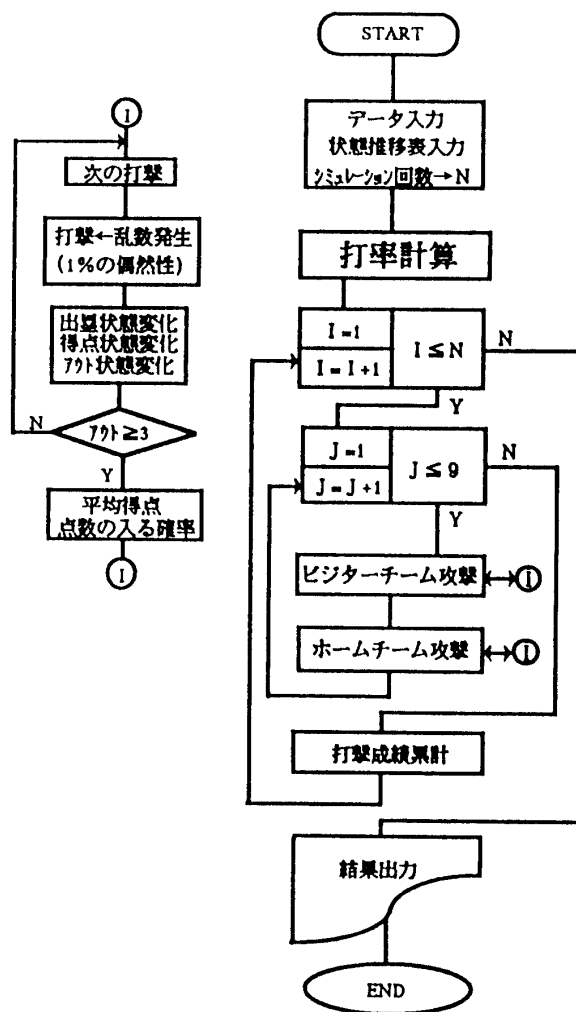 START
データ入力
状態推移表入力
シミュレーション回数→N
打率計算
I=1
I=I+1
I≤N
N
Y
J=1
J=J+1
J≤9
N
Y
ビジターチーム攻撃
I
ホームチーム攻撃
I
打撃成績果計
結果出力
END
I
次の打撃
打撃←乱数発生
(1%の偶然性)
出塁状態変化
得点状態変化
アウト状態変化
N
アウト≥3
Y
平均得点
点数の入る確率
I